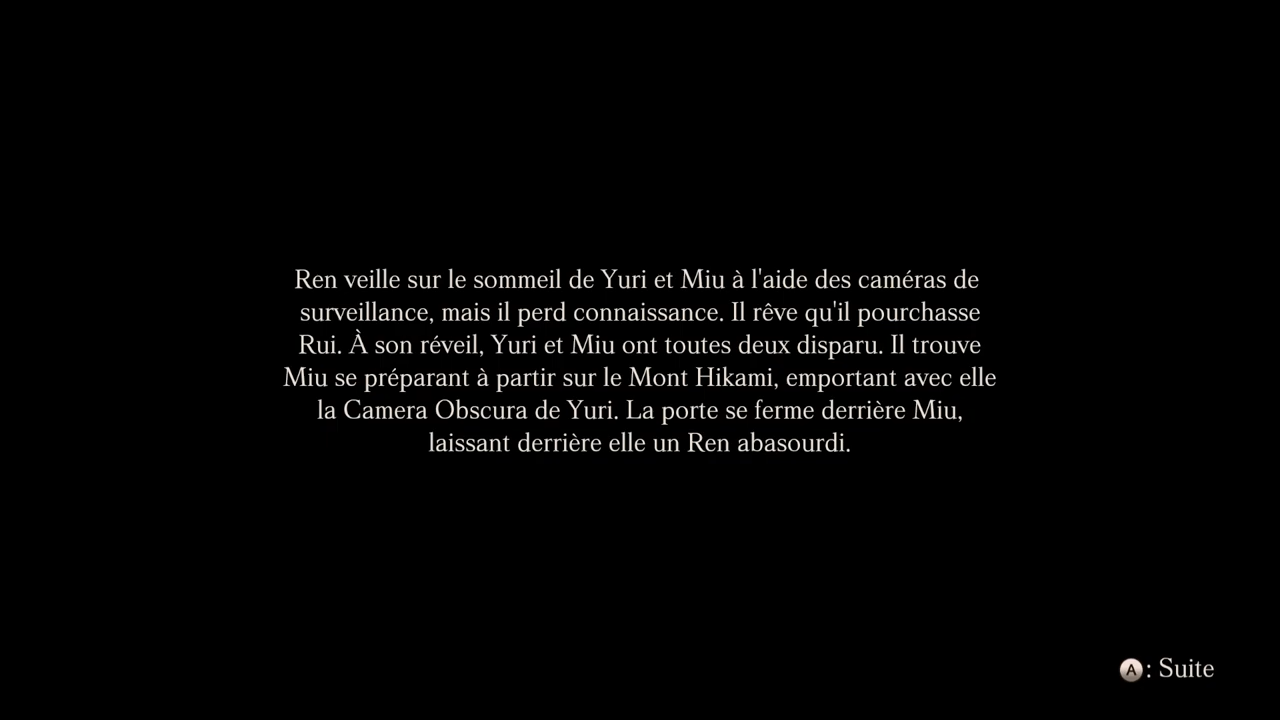 Ren veille sur le sommeil de Yuri et Miu à l'aide des caméras de
surveillance, mais il perd connaissance. Il rêve qu'il pourchasse
Rui. À son réveil, Yuri et Miu ont toutes deux disparu. Il trouve
Miu se préparant à partir sur le Mont Hikami, emportant avec elle
la Camera Obscura de Yuri. La porte se ferme derrière Miu,
laissant derrière elle un Ren abasourdi.
A: Suite